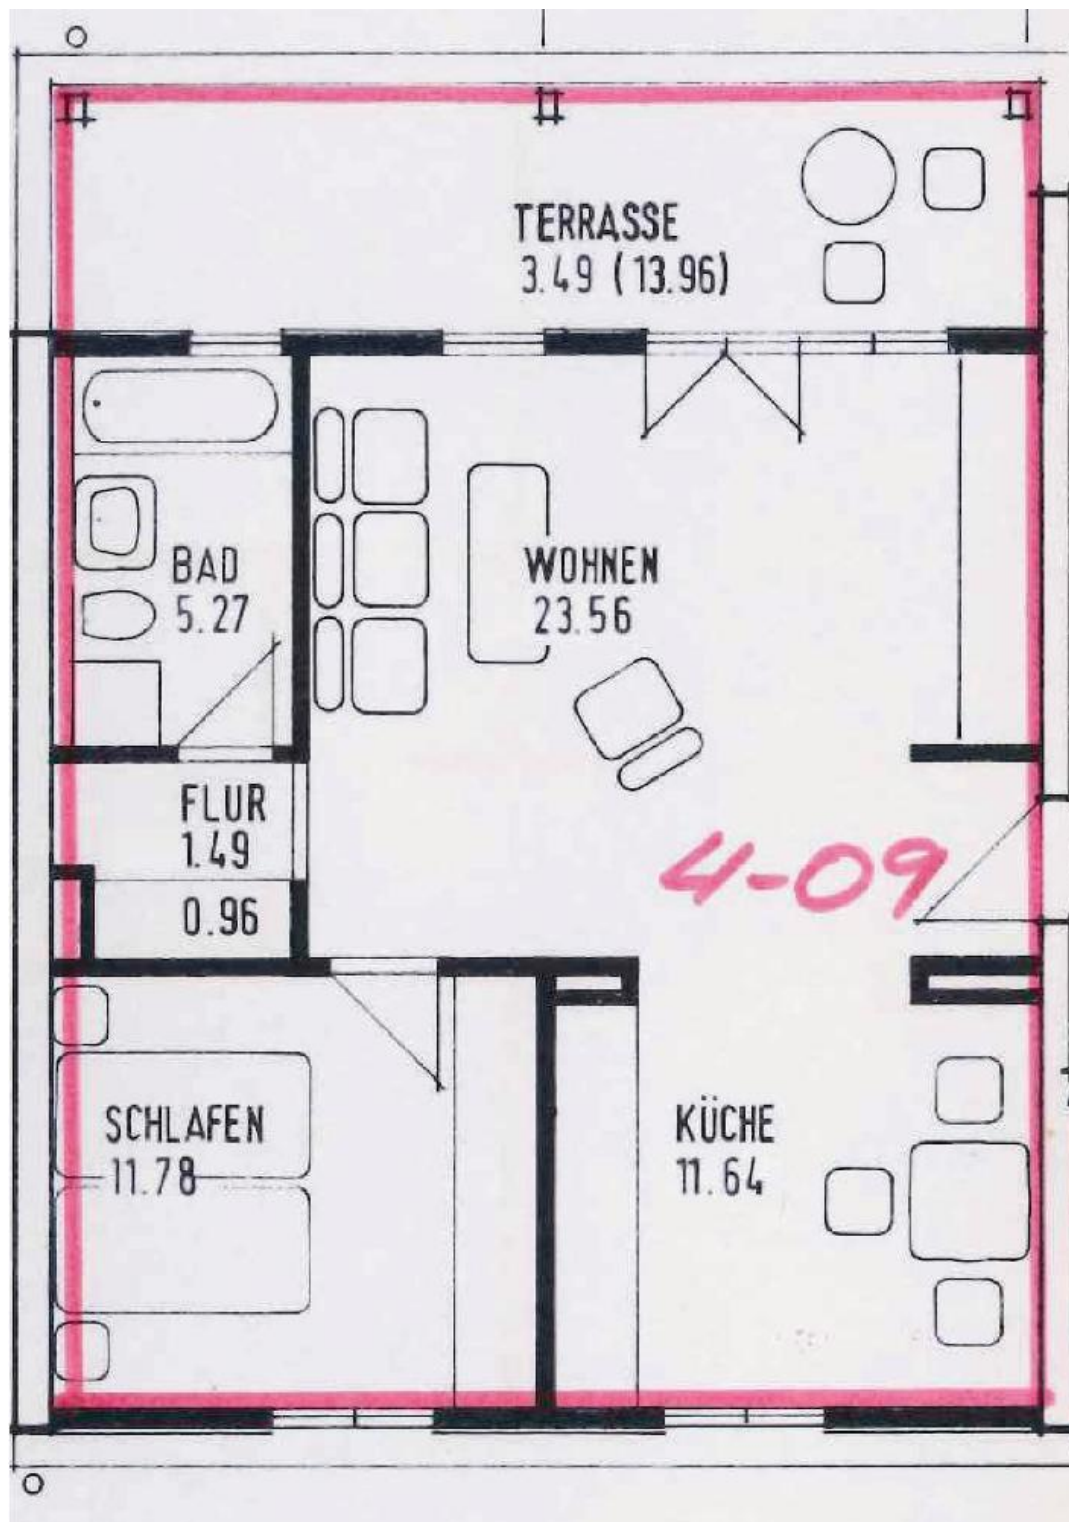 TERRASSE
3.49 (13.96)
BAD
5.27
WOHNEN
23.56
FLUR
1.49
0.96
4-09
SCHLAFEN
11.78
KÜCHE
11.64